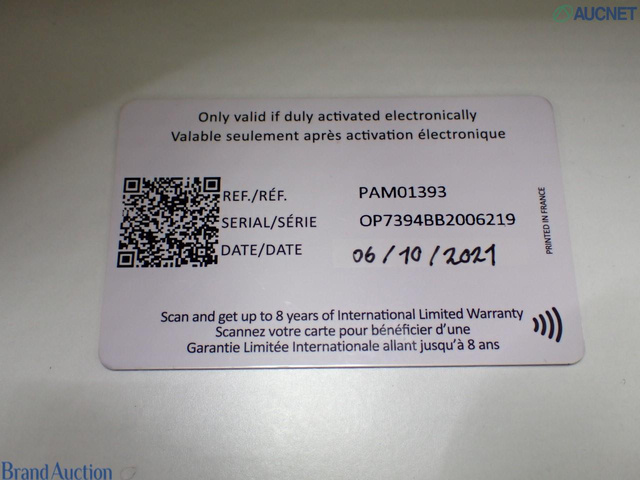 AUCNET
Only valid if duly activated electronically
Valable seulement après activation électronique
REF./RÉF. PAM01393
SERIAL/SÉRIE OP7394BB2006219
DATE/DATE 06/10/2021
PRINTED IN FRANCE
Scan and get up to 8 years of International Limited Warranty
Scannez votre carte pour bénéficier d'une
Garantie Limitée Internationale allant jusqu'à 8 ans
Brand Auction